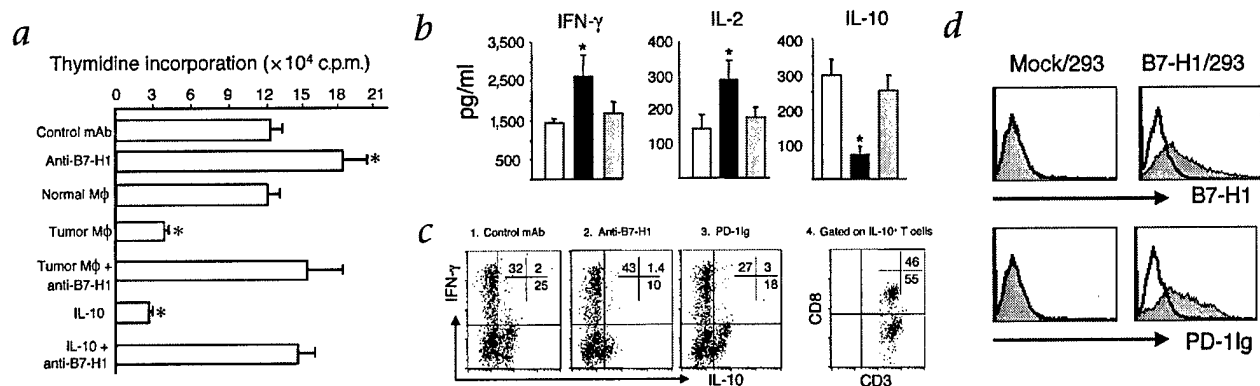 a
Thymidine incorporation (×10⁴ c.p.m.)
0 3 6 9 12 15 18 21
Control mAb
Anti-B7-H1
*
Normal Mϕ
Tumor Mϕ
*
Tumor Mϕ +
anti-B7-H1
IL-10
*
IL-10 +
anti-B7-H1
b
IFN-γ
IL-2
IL-10
pg/ml
3,500
2,500
1,500
500
*
400
300
200
100
*
400
300
200
100
*
c
1. Control mAb
2. Anti-B7-H1
3. PD-1Ig
4. Gated on IL-10⁺ T cells
IFN-γ
32 2
25
43 1.4
10
27 3
18
CD8
46
55
IL-10
CD3
d
Mock/293
B7-H1/293
B7-H1
PD-1Ig